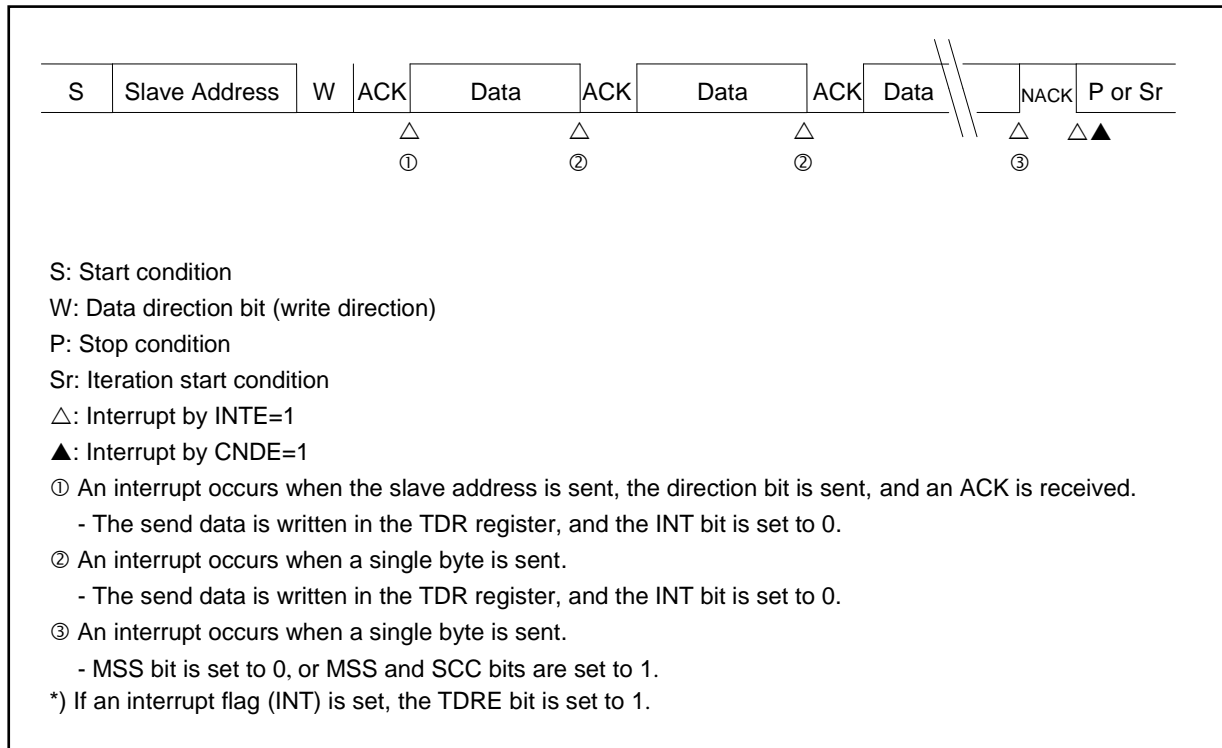 S Slave Address W ACK Data ACK Data ACK Data NACK P or Sr
△ △ △ △ △▲
① ② ② ③
S: Start condition
W: Data direction bit (write direction)
P: Stop condition
Sr: Iteration start condition
△: Interrupt by INTE=1
▲: Interrupt by CNDE=1
① An interrupt occurs when the slave address is sent, the direction bit is sent, and an ACK is received.
- The send data is written in the TDR register, and the INT bit is set to 0.
② An interrupt occurs when a single byte is sent.
- The send data is written in the TDR register, and the INT bit is set to 0.
③ An interrupt occurs when a single byte is sent.
- MSS bit is set to 0, or MSS and SCC bits are set to 1.
*) If an interrupt flag (INT) is set, the TDRE bit is set to 1.